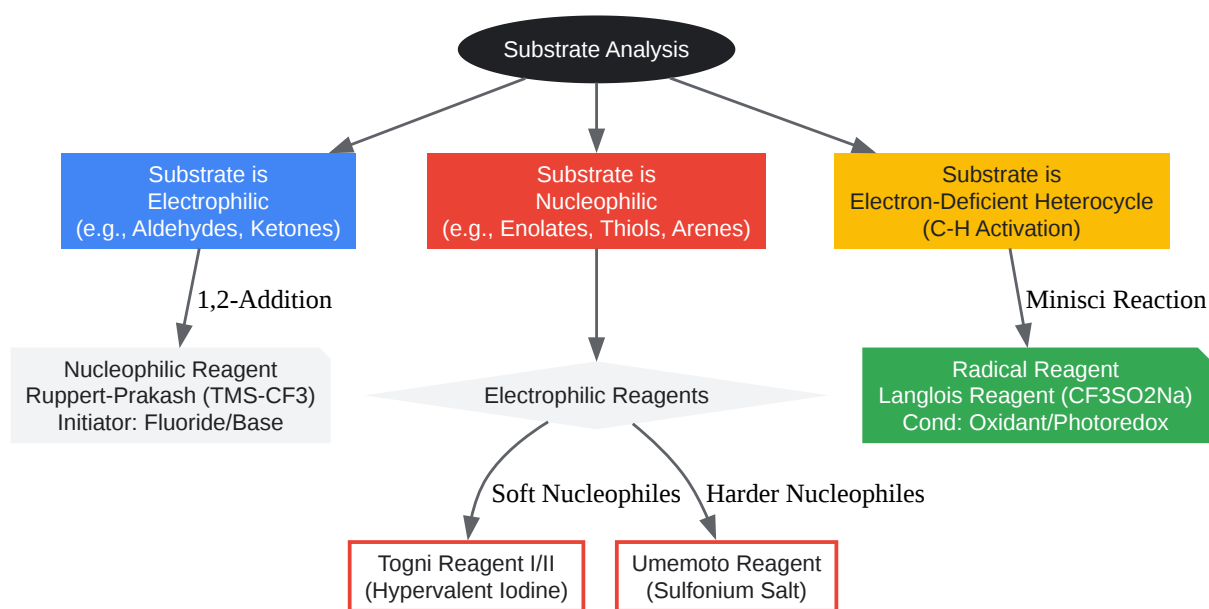 Substrate Analysis
Substrate is
Electrophilic
(e.g., Aldehydes, Ketones)
Substrate is
Nucleophilic
(e.g., Enolates, Thiols, Arenes)
Substrate is
Electron-Deficient Heterocycle
(C-H Activation)
1,2-Addition
Minisci Reaction
Nucleophilic Reagent
Ruppert-Prakash (TMS-CF3)
Initiator: Fluoride/Base
Electrophilic Reagents
Radical Reagent
Langlois Reagent (CF3SO2Na)
Cond: Oxidant/Photoredox
Soft Nucleophiles
Harder Nucleophiles
Togni Reagent I/II
(Hypervalent Iodine)
Umemoto Reagent
(Sulfonium Salt)